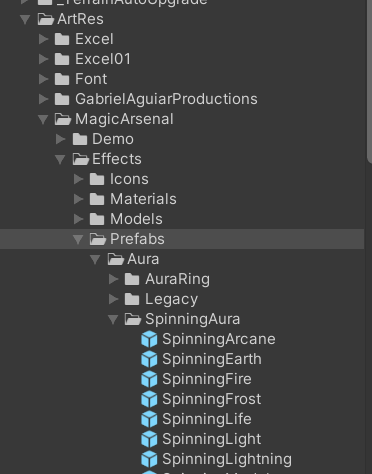 _TerrainAutoUpgrade
ArtRes
Excel
Excel01
Font
GabrielAguiarProductions
MagicArsenal
Demo
Effects
Icons
Materials
Models
Prefabs
Aura
AuraRing
Legacy
SpinningAura
SpinningArcane
SpinningEarth
SpinningFire
SpinningFrost
SpinningLife
SpinningLight
SpinningLightning